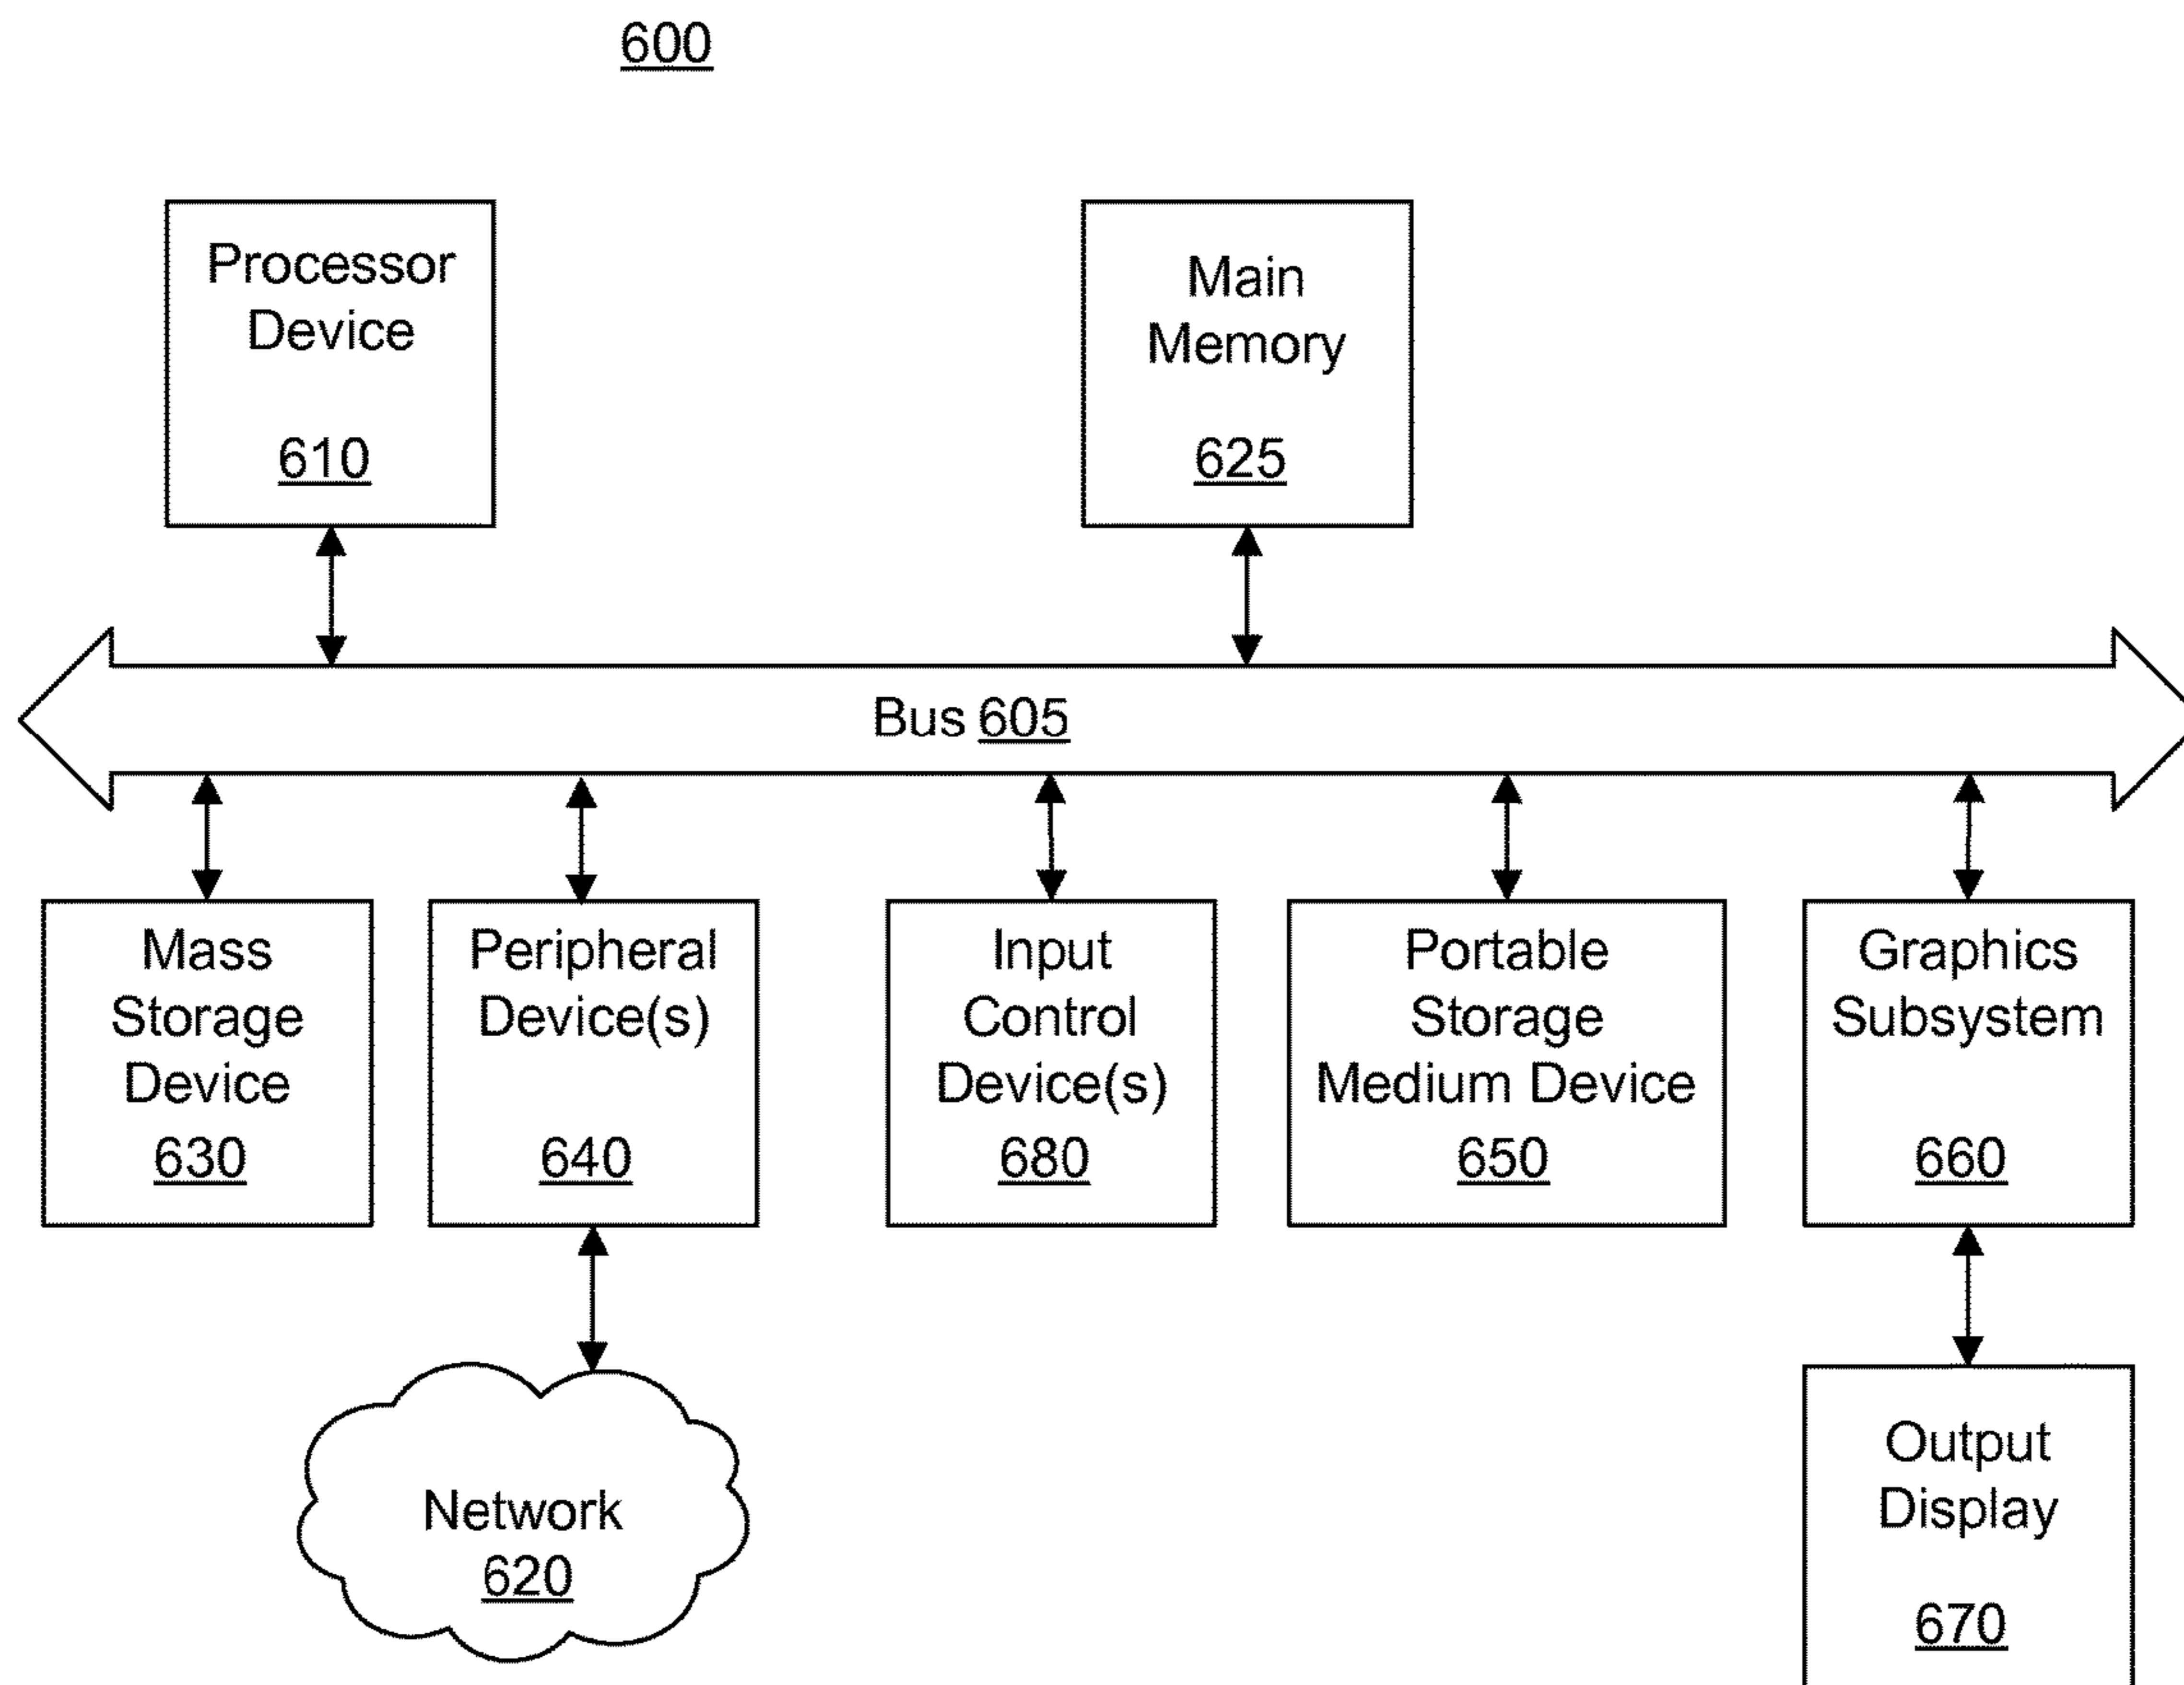 600
Processor
Device
610
Main
Memory
625
Bus 605
Mass
Storage
Device
630
Peripheral
Device(s)
640
Input
Control
Device(s)
680
Portable
Storage
Medium Device
650
Graphics
Subsystem
660
Network
620
Output
Display
670